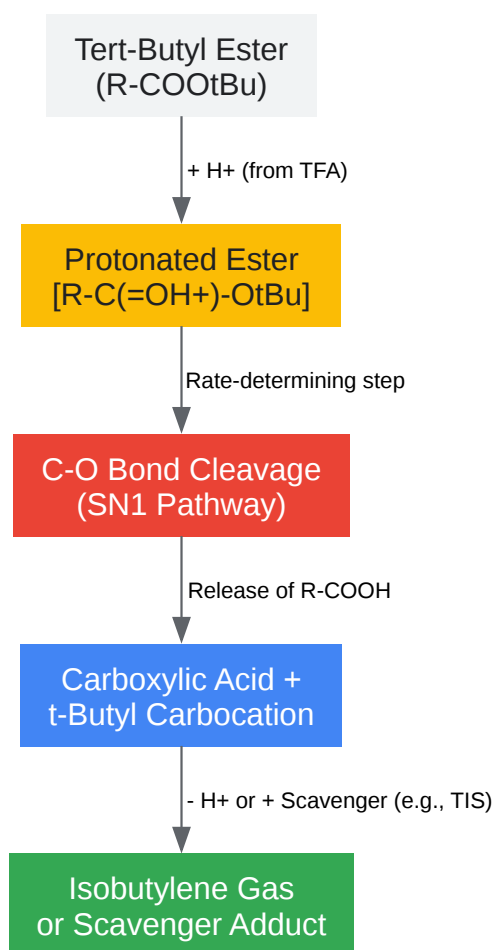 Tert-Butyl Ester
(R-COOtBu)
+ H+ (from TFA)
Protonated Ester
[R-C(=OH+)-OtBu]
Rate-determining step
C-O Bond Cleavage
(SN1 Pathway)
Release of R-COOH
Carboxylic Acid +
t-Butyl Carbocation
- H+ or + Scavenger (e.g., TIS)
Isobutylene Gas
or Scavenger Adduct